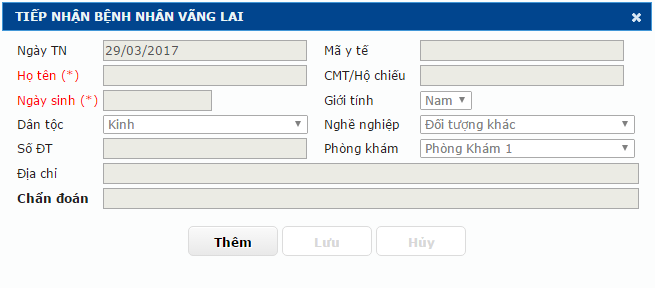 TIẾP NHẬN BỆNH NHÂN VÃNG LAI
Ngày TN 29/03/2017 Mã y tế
Họ tên (*) CMT/Hộ chiếu
Ngày sinh (*) Giới tính Nam
Dân tộc Kinh Nghề nghiệp Đối tượng khác
Số ĐT Phòng khám Phòng Khám 1
Địa chỉ
Chẩn đoán
Thêm Lưu Hủy